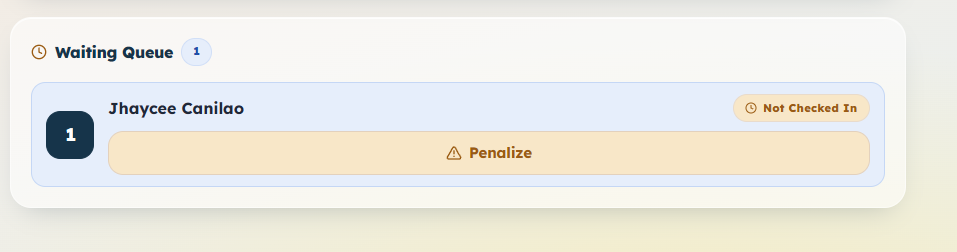 Waiting Queue 1
1
Jhaycee Canilao
Not Checked In
Penalize